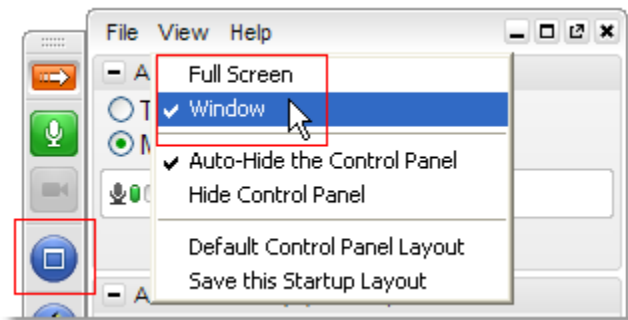 File View Help
Full Screen
Window
Auto-Hide the Control Panel
Hide Control Panel
Default Control Panel Layout
Save this Startup Layout